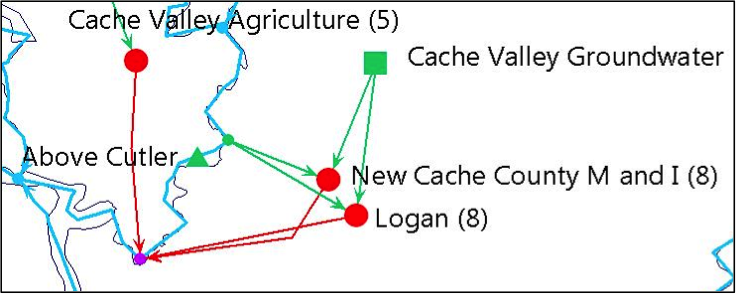 Cache Valley Agriculture (5)
Cache Valley Groundwater
Above Cutler
New Cache County M and I (8)
Logan (8)